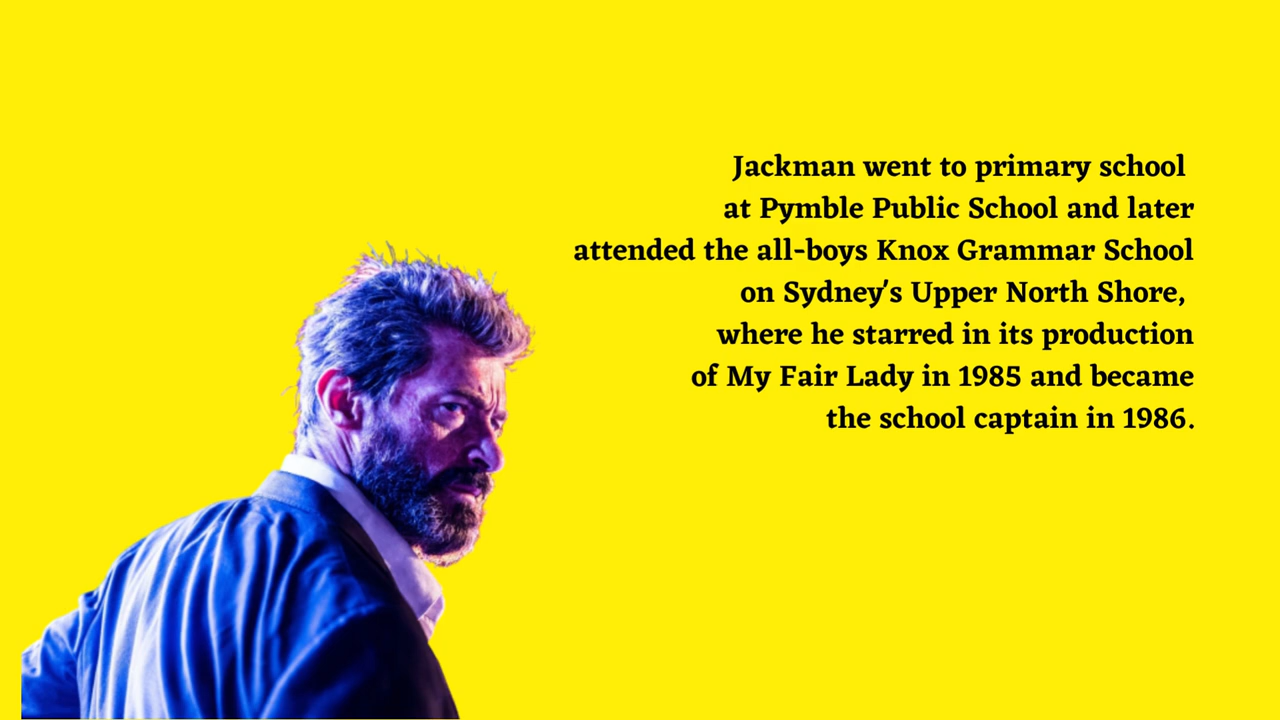 Jackman went to primary school
at Pymble Public School and later
attended the all-boys Knox Grammar School
on Sydney's Upper North Shore,
where he starred in its production
of My Fair Lady in 1985 and became
the school captain in 1986.